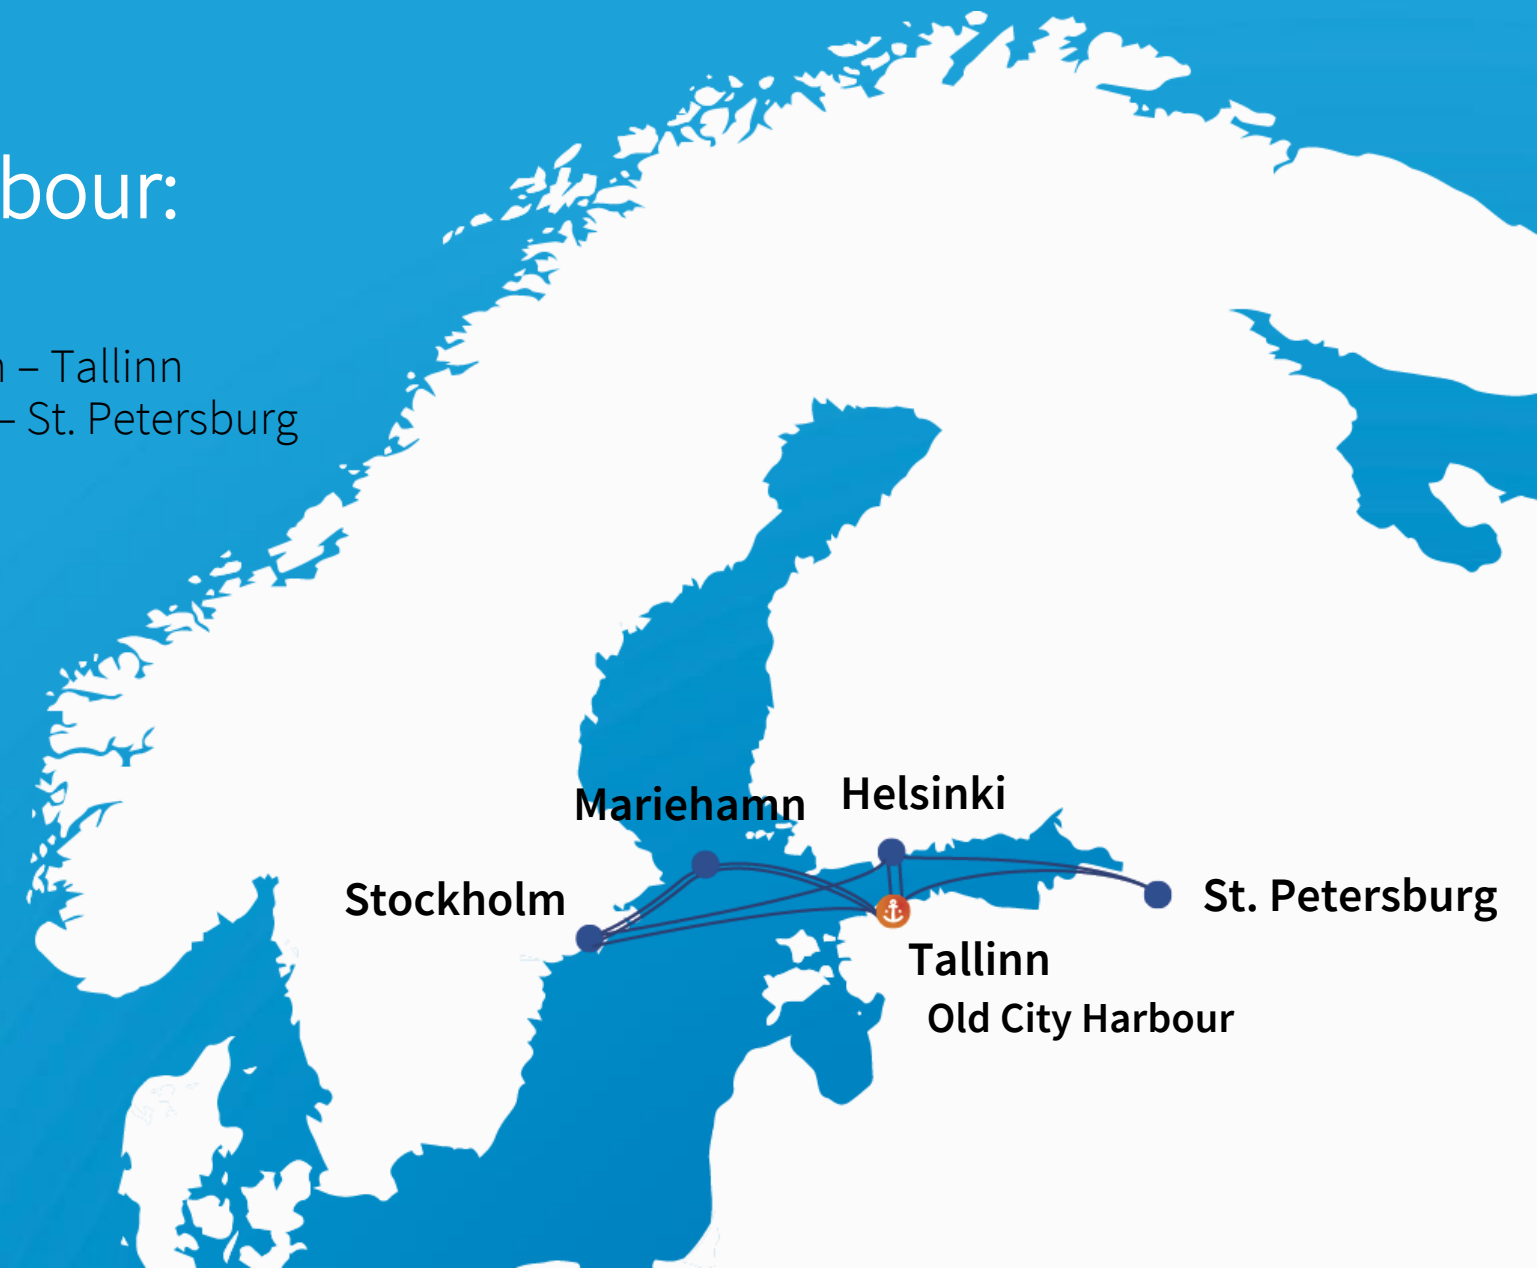 bour:
– Tallinn
– St. Petersburg
Mariehamn
Helsinki
Stockholm
St. Petersburg
Tallinn
Old City Harbour